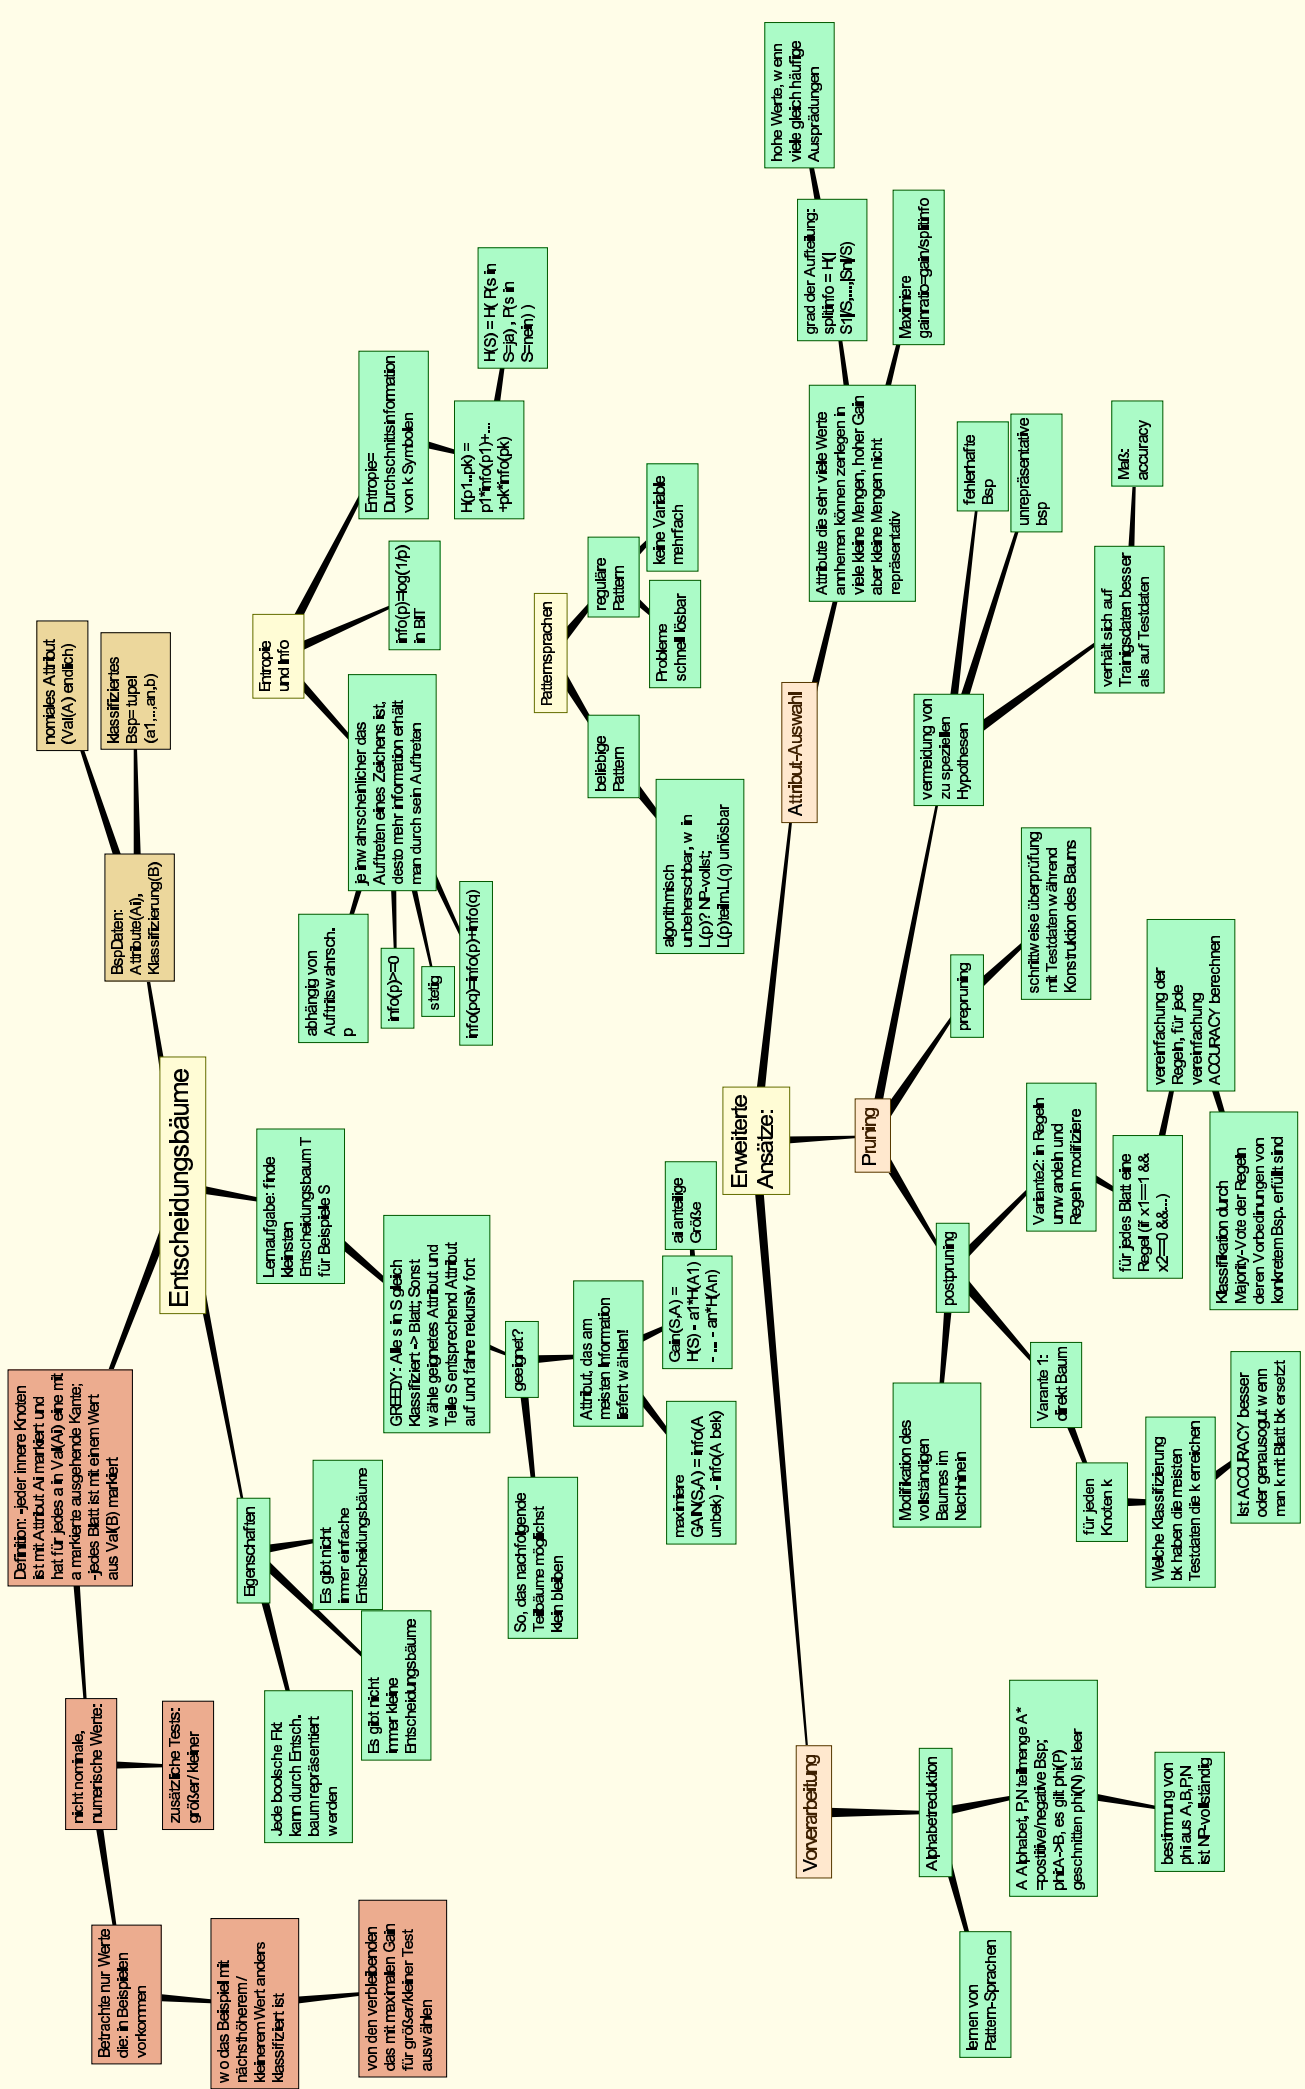 Entscheidungsbäume
BspDaten:
Attribute(Ai),
Klassifizierung(B)
nomiales Attribut
(Val(A) endlich)
klassifiziertes
Bsp= tupel
(a1,...,an,b)
Definition: -jeder innere Knoten
ist mit Attribut Ai markiert und
hat für jedes a in Val(Ai) eine mit
a markierte ausgehende Kante;
-jedes Blatt ist mit einem Wert
aus Val(B) markiert
nicht nominale,
numerische Werte:
zusätzliche Tests:
größer/ kleiner
Betrachte nur Werte
die: in Beispielen
vorkommen
wo das Beispiel mit
nächsthöherem /
kleinerem Wert anders
klassifiziert ist
von den verbleibenden
das mit maximalen Gain
für größer/kleiner Test
auswählen
Eigenschaften
Es gibt nicht
immer einfache
Entscheidungsbäume
Es gibt nicht
immer kleine
Entscheidungsbäume
Jede boolsche Fkt
kann durch Entsch.
baum repräsentiert
werden
Lernaufgabe: finde
kleinsten
Entscheidungsbaum T
für Beispiele S
GREEDY: Alle s in S gleich
Klassifiziert -> Blatt; Sonst
wähle geignetes Attribut und
Teile S entsprechend Attribut
auf und fahre rekursiv fort
geeignet?
So, das nachfolgende
Teilbäume möglichst
klein bleiben
Attribut, das am
meisten Information
liefert wählen!
maximiere
GAIN(S,A) = info(A
unbek) - info(A bek)
Gain(S,A) =
H(S) - a1*H(A1)
- ... - an*H(An)
ai anteilige
Größe
Entropie
und Info
Entropie=
Durchschnittsinformation
von k Symbolen
H(p1..pk) =
p1*info(p1)+...
+pk*info(pk)
H(S) = H( P(s in
S=ja) , P(s in
S=nein) )
info(p)=log(1/p)
in BIT
je inwahrscheinlicher das
Auftreten eines Zeichens ist,
desto mehr information erhält
man durch sein Auftreten
abhängig von
Auftritswahrsch.
p
info(p)>=0
stetig
info(pq)=info(p)+info(q)
Patternsprachen
reguläre
Pattern
keine Variable
mehrfach
Probleme
schnell lösbar
beliebige
Pattern
algorithmisch
unbeherschbar, w in
L(p)? NP-vollst;
L(p)teilm.L(q) unlösbar
Erweiterte
Ansätze:
Attribut-Auswahl
Attribute die sehr viele Werte
annhemen können zerlegen in
viele kleine Mengen, hoher Gain
aber kleine Mengen nicht
repräsentativ
grad der Aufteilung:
splitinfo = H(|
S1|/S,...,|Sn|/S)
hohe Werte, wenn
viele gleich häufige
Ausprädungen
Maximiere
gainratio=gain/splitinfo
Pruning
vermeidung von
zu speziellen
Hypothesen
fehlerhafte
Bsp
unrepräsentative
bsp
verhält sich auf
Trainigsdaten besser
als auf Testdaten
Maß:
accuracy
prepruning
schrittweise überprüfung
mit Testdaten während
Konstruktion des Baums
postpruning
Modifikation des
vollständigen
Baumes im
Nachhinein
Variante2: in Regeln
umwandeln und
Regeln modifiziere
für jedes Blatt eine
Regel (if x1==1 &&
x2==0 &&...)
vereinfachung der
Regeln, für jede
vereinfachung
ACCURACY berechnen
Klassifikation durch
Majority-Vote der Regeln
deren Vorbedinungen von
konkretem Bsp. erfüllt sind
Varante 1:
direkt Baum
für jeden
Knoten k
Welche Klassifizierung
bk haben die meisten
Testdaten die k erreichen
Ist ACCURACY besser
oder genausogut wenn
man k mit Blatt bk ersetzt
Vorverarbeitung
Alphabetreduktion
A Alphabet, P,N teilmenge A*
=postitive/negative Bsp;
phi:A->B, es gilt phi(P)
geschnitten phi(N) ist leer
bestimmung von
phi aus A,B,P,N
ist NP-vollständig
lernen von
Pattern-Sprachen